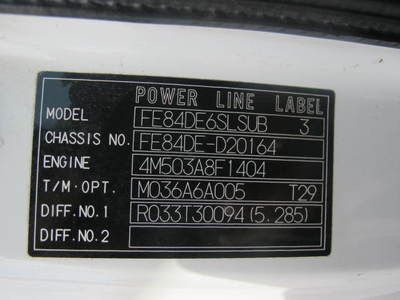 POWER LINE LABEL
MODEL FE84DE6SLSUB 3
CHASSIS NO. FE84DE-D20164
ENGINE 4M503A8F1404
T/M·OPT. M036A6A005 T29
DIFF.NO.1 R033T30094(5.285)
DIFF.NO.2